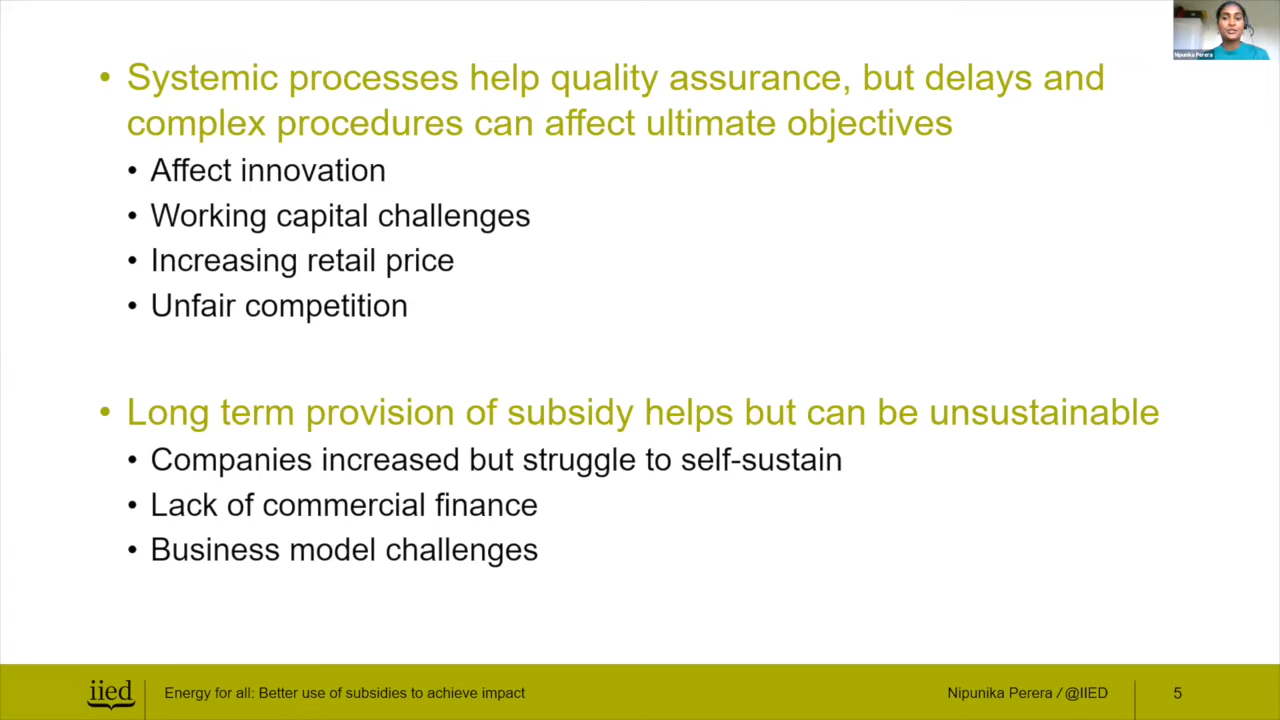 Nipunika Perera
• Systemic processes help quality assurance, but delays and
complex procedures can affect ultimate objectives
• Affect innovation
• Working capital challenges
• Increasing retail price
• Unfair competition
• Long term provision of subsidy helps but can be unsustainable
• Companies increased but struggle to self-sustain
• Lack of commercial finance
• Business model challenges
iied
Energy for all: Better use of subsidies to achieve impact
Nipunika Perera / @IIED
5